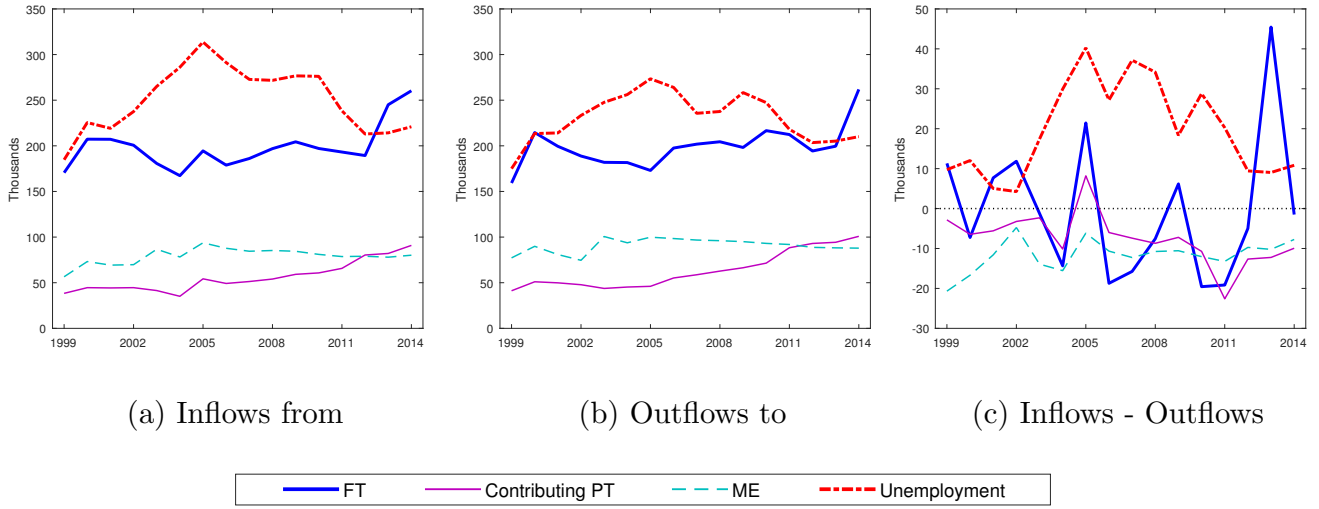 350
300
250
200
150
100
50
0
Thousands
1999 2002 2005 2008 2011 2014
(a) Inflows from
350
300
250
200
150
100
50
0
Thousands
1999 2002 2005 2008 2011 2014
(b) Outflows to
50
40
30
20
10
0
-10
-20
-30
Thousands
1999 2002 2005 2008 2011 2014
(c) Inflows - Outflows
FT Contributing PT ME Unemployment